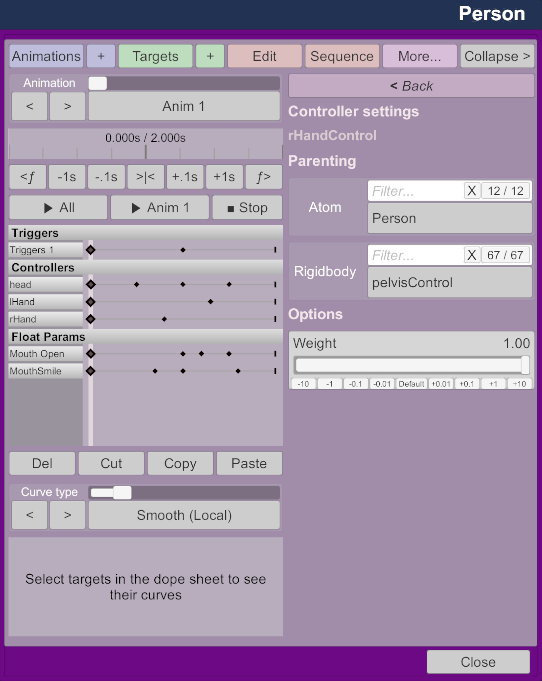 Person
Animations + Targets + Edit Sequence More... Collapse >
Animation
< > Anim 1
0.000s / 2.000s
<ƒ -1s -.1s >|< +.1s +1s ƒ>
▶ All ▶ Anim 1 ■ Stop
Triggers
Triggers 1
Controllers
head
lHand
rHand
Float Params
Mouth Open
MouthSmile
Del Cut Copy Paste
Curve type
< > Smooth (Local)
Select targets in the dope sheet to see
their curves
< Back
Controller settings
rHandControl
Parenting
Atom
Filter... X 12 / 12
Person
Rigidbody
Filter... X 67 / 67
pelvisControl
Options
Weight 1.00
-10 -1 -0.1 -0.01 Default +0.01 +0.1 +1 +10
Close